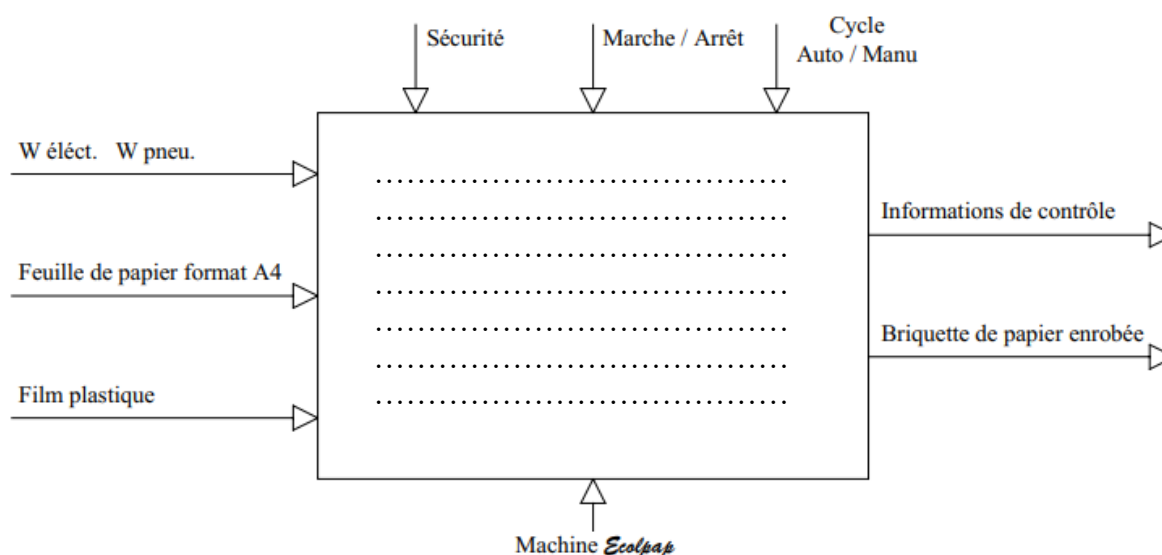 Sécurité
Marche / Arrêt
Cycle
Auto / Manu
W éléct. W pneu.
Informations de contrôle
Feuille de papier format A4
Briquette de papier enrobée
Film plastique
Machine Ecolpap